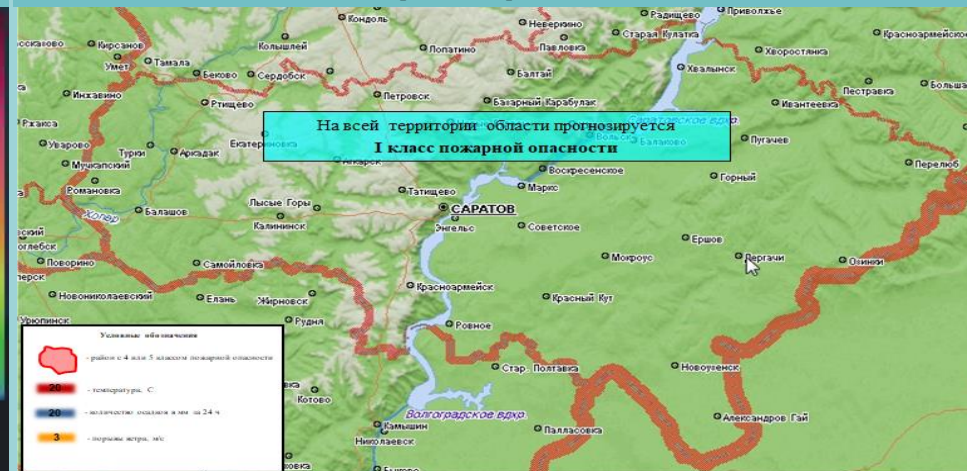 Кондоль
Неверкино
Радищево
Приволжье
Кирсанов
Колышлей
Лопатино
Павловка
Старая Кулатка
Красноармейско
Умет
Тамала
Хворостянка
Беково
Сердобск
Балтай
Хвалынск
Инжавино
Ртищево
Петровск
Базарный Карабулак
Пестравка
Ивантеевка
На всей территории области прогнозируется
I класс пожарной опасности
Ржакса
Уварово
Турки
Аркадак
Балаково
Пугачев
Мучкапский
Перелюб
Романовка
Воскресенское
Татищево
Маркс
Горный
Хопер
Балашов
Лысые Горы
САРАТОВ
Калининск
Энгельс
Советское
Ершов
Поворино
Самойловка
Мокроус
Дергачи
Озинки
Новониколаевский
Елань
Жирновск
Красноармейск
Красный Кут
Урюпинск
Рудня
Ровное
Условные обозначения
- район с 4 или 5 классом пожарной опасности
Стар. Полтавка
Новоузенск
20 - температура, С
Котово
20 - количество осадков в мм за 24 ч
Волгоградское вдхр.
Александров Гай
Камышин
3 - порывы ветра, м/с
Палласовка
Николаевск